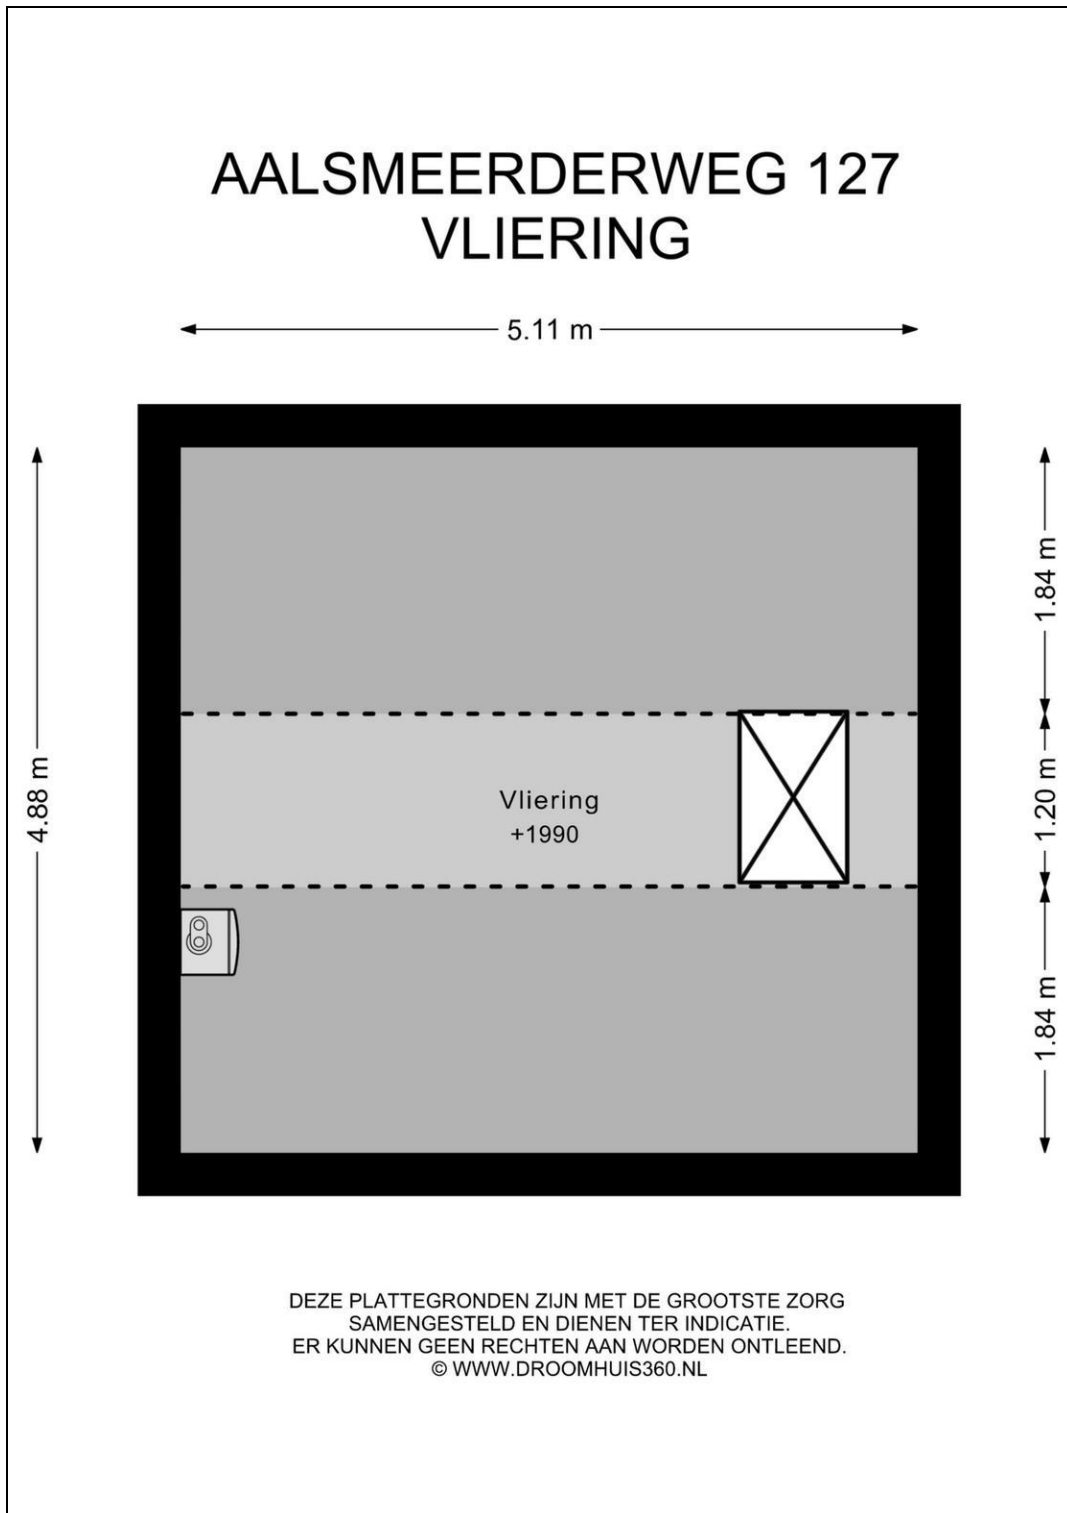 AALSMEERDERWEG 127
VLIERING
5.11 m
4.88 m
1.84 m
1.20 m
1.84 m
Vliering
+1990
DEZE PLATTEGRONDEN ZIJN MET DE GROOTSTE ZORG
SAMENGESTELD EN DIENEN TER INDICATIE.
ER KUNNEN GEEN RECHTEN AAN WORDEN ONTLEEND.
© WWW.DROOMHUIS360.NL